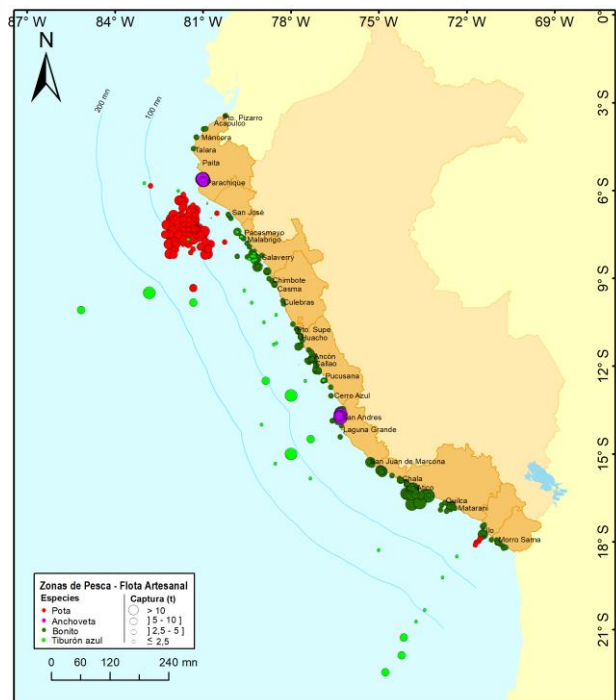 87° W 84° W 81° W 78° W 75° W 72° W 69° W 0°
N
3°S
6°S
9°S
12°S
15°S
18°S
21°S
200 mn
100 mn
Pto. Pizarro
Acapulco
Máncora
Talara
Paita
Parachique
San José
Pacasmayo
Malabrigo
Salaverry
Chimbote
Casma
Culebras
Pto. Supe
Huacho
Ancón
Callao
Pucusana
Cerro Azul
San Andres
Laguna Grande
San Juan de Marcona
Chala
Atico
Quilca
Matarani
Ilo
Morro Sama
Zonas de Pesca - Flota Artesanal
Especies Captura (t)
Pota > 10
Anchoveta ] 5 - 10 ]
Bonito ] 2,5 - 5 ]
Tiburón azul ≤ 2,5
0 60 120 240 mn